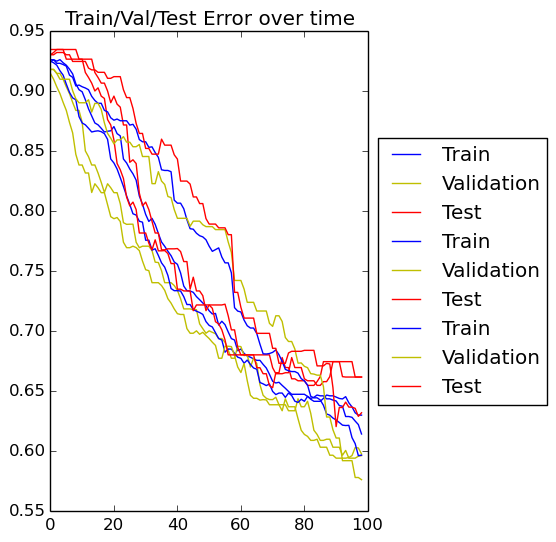 Train/Val/Test Error over time
0.95
0.90
0.85
0.80
0.75
0.70
0.65
0.60
0.55
0 20 40 60 80 100
Train
Validation
Test
Train
Validation
Test
Train
Validation
Test